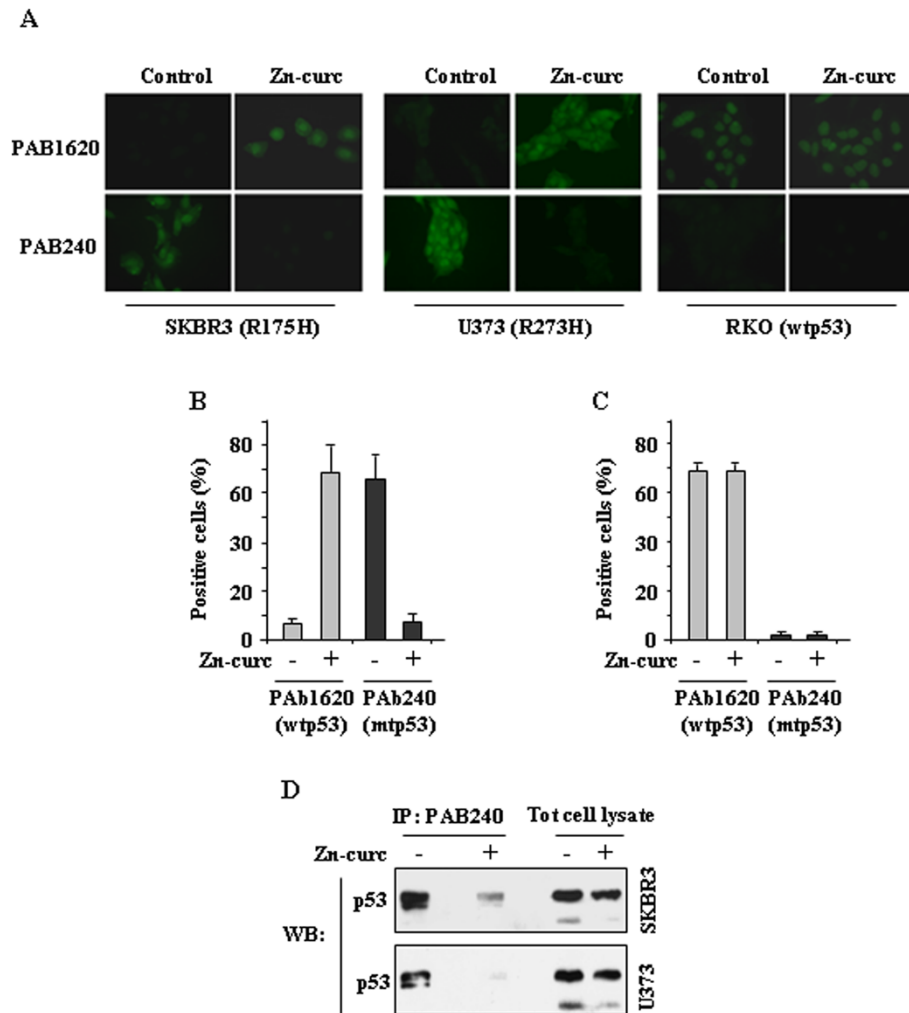 A
Control Zn-curc Control Zn-curc Control Zn-curc
PAB1620
PAB240
SKBR3 (R175H) U373 (R273H) RKO (wtp53)
B
Positive cells (%)
80
60
30
20
0
Zn-curc - + - +
PAb1620 PAb240
(wtp53) (mtp53)
C
Positive cells (%)
80
60
30
20
0
Zn-curc - + - +
PAb1620 PAb240
(wtp53) (mtp53)
D
IP: PAB240 Tot cell lysate
Zn-curc - + - +
WB:
p53 SKBR3
p53 U373